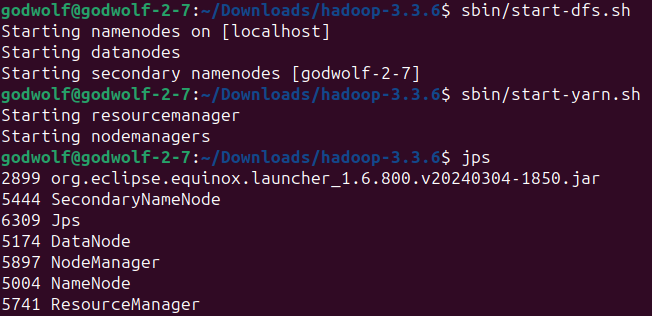 godwolf@godwolf-2-7:~/Downloads/hadoop-3.3.6$ sbin/start-dfs.sh
Starting namenodes on [localhost]
Starting datanodes
Starting secondary namenodes [godwolf-2-7]
godwolf@godwolf-2-7:~/Downloads/hadoop-3.3.6$ sbin/start-yarn.sh
Starting resourcemanager
Starting nodemanagers
godwolf@godwolf-2-7:~/Downloads/hadoop-3.3.6$ jps
2899 org.eclipse.equinox.launcher_1.6.800.v20240304-1850.jar
5444 SecondaryNameNode
6309 Jps
5174 DataNode
5897 NodeManager
5004 NameNode
5741 ResourceManager